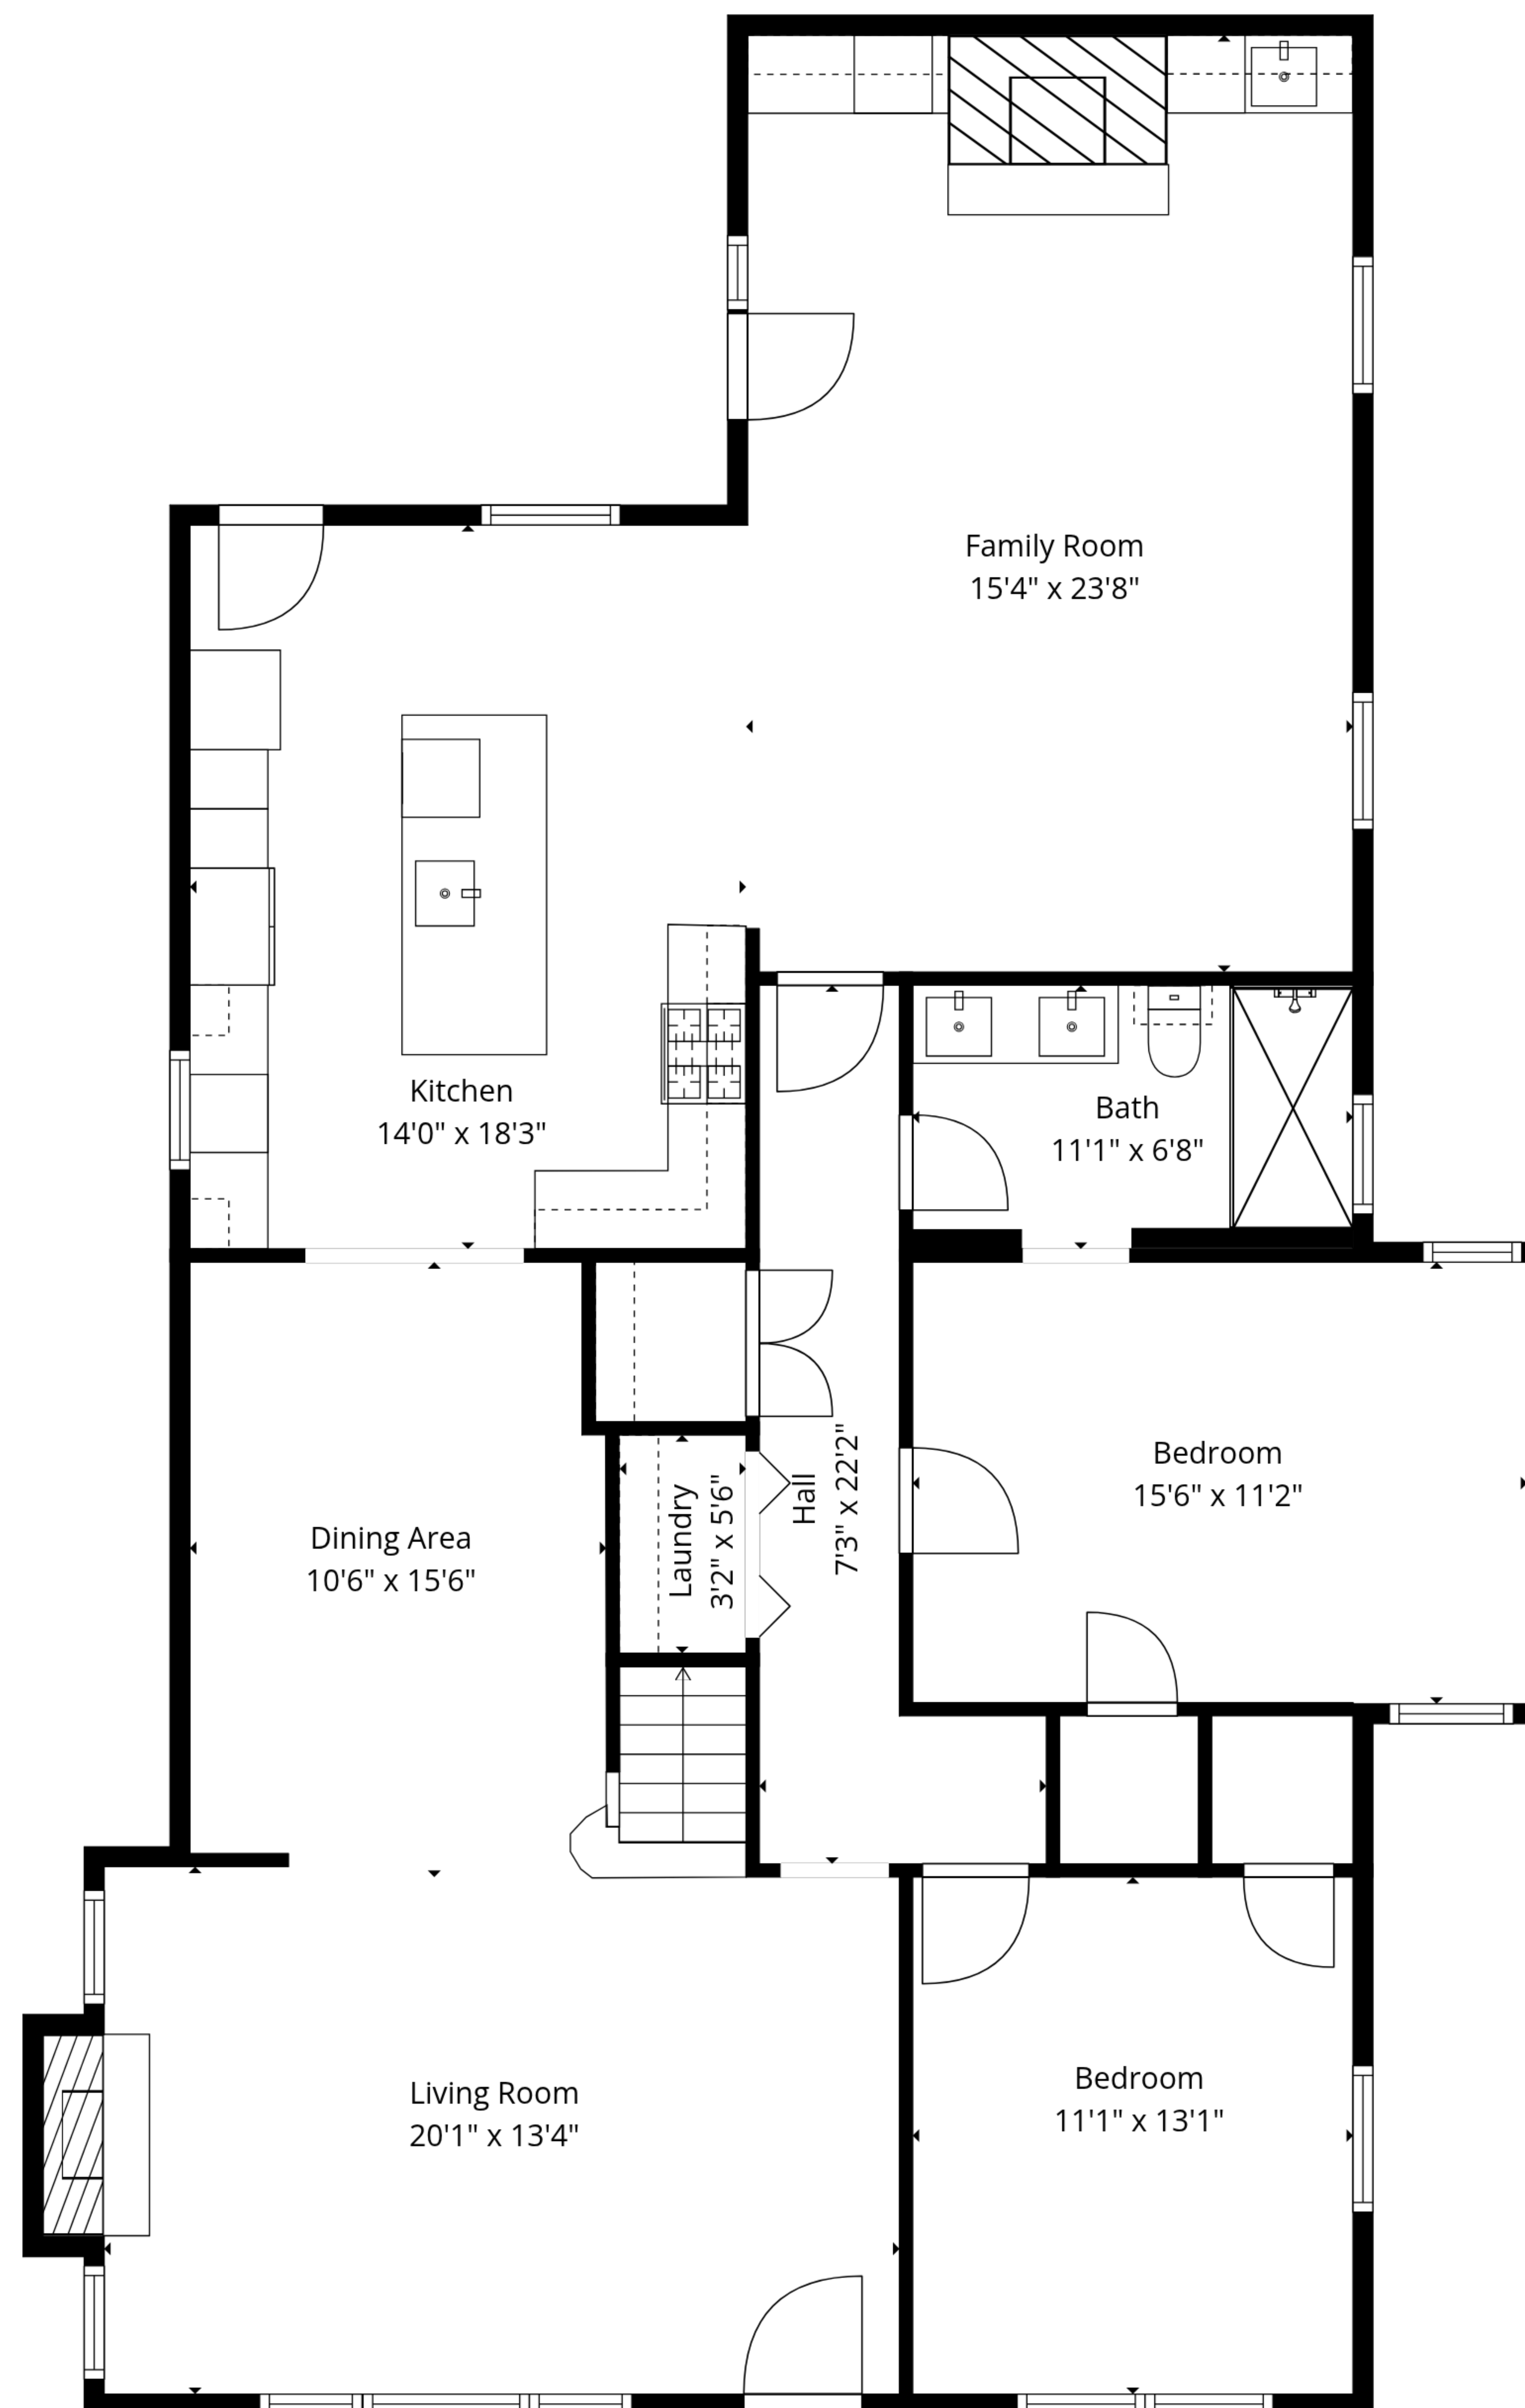 Family Room
15'4" x 23'8"
Kitchen
14'0" x 18'3"
Bath
11'1" x 6'8"
Bedroom
15'6" x 11'2"
Hall
7'3" x 22'2"
Laundry
3'2" x 5'6"
Dining Area
10'6" x 15'6"
Living Room
20'1" x 13'4"
Bedroom
11'1" x 13'1"